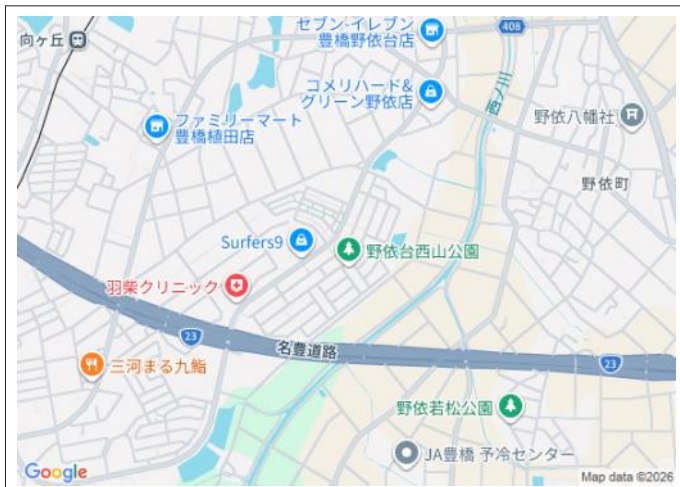 向ヶ丘
セブン-イレブン
豊橋野依台店
408
コメリハード&
グリーン野依店
西ノ川
ファミリーマート
豊橋植田店
野依八幡社
野依町
Surfers9
野依台西山公園
羽柴クリニック
23
名豊道路
23
三河まる九鮨
野依若松公園
JA豊橋 予冷センター
Google
Map data ©2026